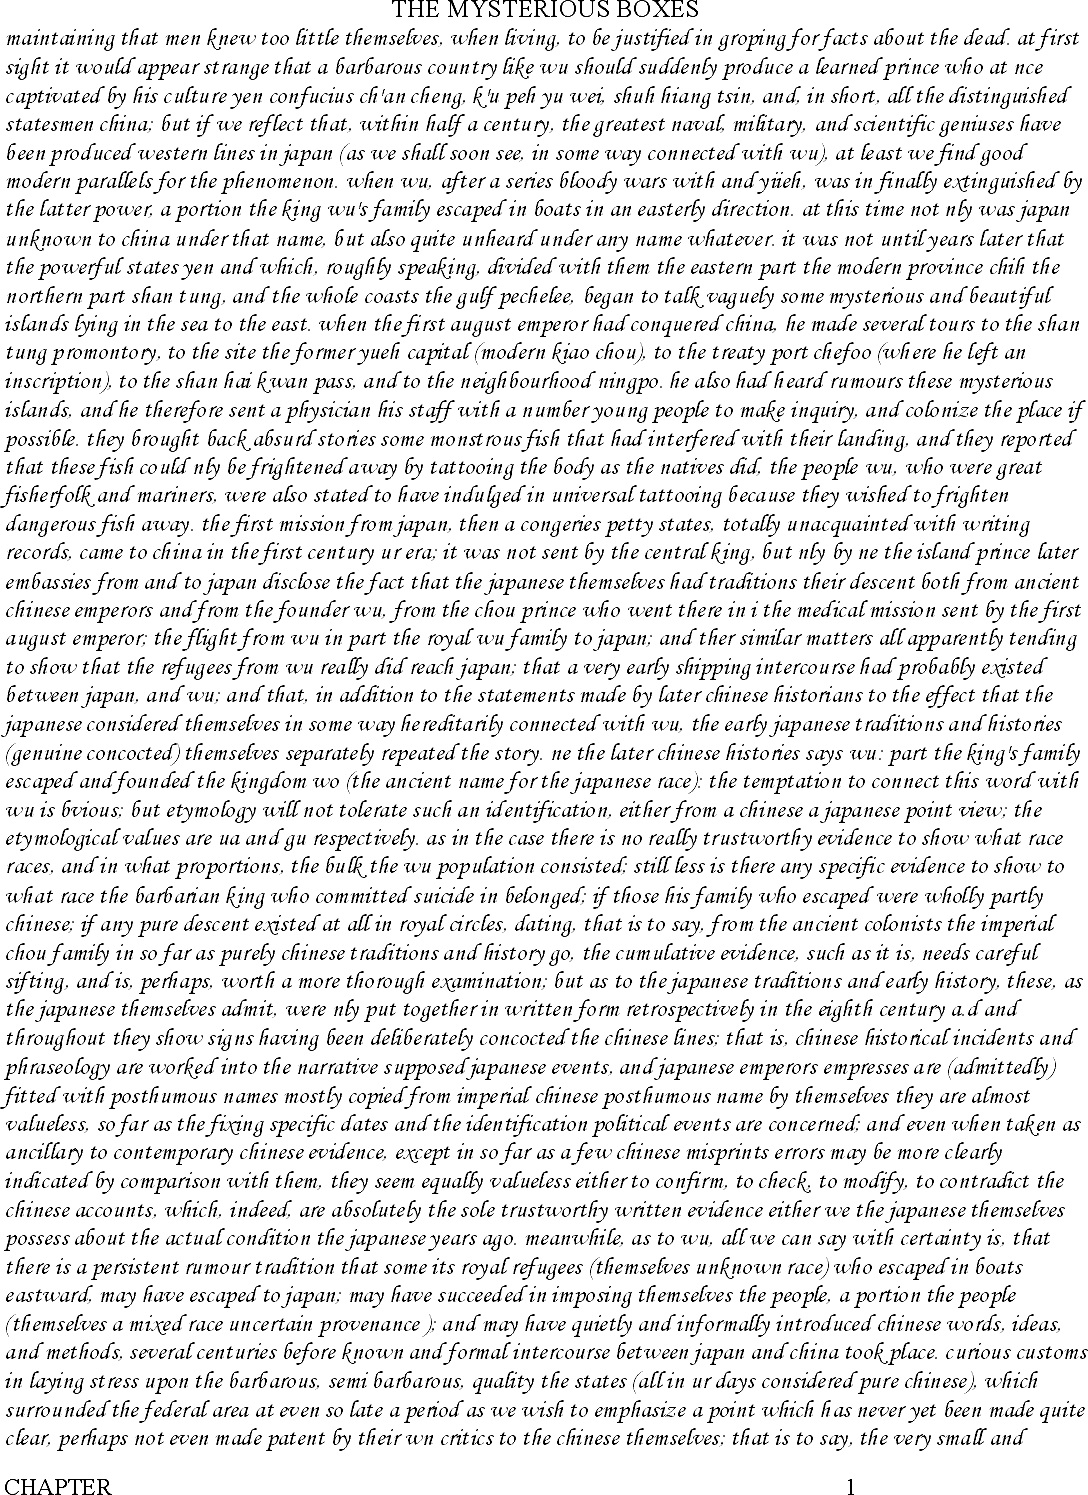 THE MYSTERIOUS BOXES
maintaining that men knew too little themselves, when living, to be justified in groping for facts about the dead. at first
sight it would appear strange that a barbarous country like wu should suddenly produce a learned prince who at nce
captivated by his culture yen confucius ch'an cheng, k'u peh yu wei, shuh hiang tsin, and, in short, all the distinguished
statesmen china; but if we reflect that, within half a century, the greatest naval, military, and scientific geniuses have
been produced western lines in japan (as we shall soon see, in some way connected with wu), at least we find good
modern parallels for the phenomenon. when wu, after a series bloody wars with and yüeh, was in finally extinguished by
the latter power, a portion the king wu's family escaped in boats in an easterly direction. at this time not nly was japan
unknown to china under that name, but also quite unheard under any name whatever. it was not until years later that
the powerful states yen and which, roughly speaking, divided with them the eastern part the modern province chih the
northern part shan tung, and the whole coasts the gulf pechelee, began to talk vaguely some mysterious and beautiful
islands lying in the sea to the east. when the first august emperor had conquered china, he made several tours to the shan
tung promontory, to the site the former yueh capital (modern kiao chou), to the treaty port chefoo (where he left an
inscription), to the shan hai kwan pass, and to the neighbourhood ningpo. he also had heard rumours these mysterious
islands, and he therefore sent a physician his staff with a number young people to make inquiry, and colonize the place if
possible. they brought back absurd stories some monstrous fish that had interfered with their landing, and they reported
that these fish could nly be frightened away by tattooing the body as the natives did, the people wu, who were great
fisherfolk and mariners, were also stated to have indulged in universal tattooing because they wished to frighten
dangerous fish away. the first mission from japan, then a congeries petty states, totally unacquainted with writing
records, came to china in the first century ur era; it was not sent by the central king, but nly by ne the island prince later
embassies from and to japan disclose the fact that the japanese themselves had traditions their descent both from ancient
chinese emperors and from the founder wu, from the chou prince who went there in i the medical mission sent by the first
august emperor; the flight from wu in part the royal wu family to japan; and ther similar matters all apparently tending
to show that the refugees from wu really did reach japan; that a very early shipping intercourse had probably existed
between japan, and wu; and that, in addition to the statements made by later chinese historians to the effect that the
japanese considered themselves in some way hereditarily connected with wu, the early japanese traditions and histories
(genuine concocted) themselves separately repeated the story. ne the later chinese histories says wu: part the king's family
escaped and founded the kingdom wo (the ancient name for the japanese race): the temptation to connect this word with
wu is bvious; but etymology will not tolerate such an identification, either from a chinese a japanese point view; the
etymological values are ua and gu respectively. as in the case there is no really trustworthy evidence to show what race
races, and in what proportions, the bulk the wu population consisted; still less is there any specific evidence to show to
what race the barbarian king who committed suicide in belonged; if those his family who escaped were wholly partly
chinese; if any pure descent existed at all in royal circles, dating, that is to say, from the ancient colonists the imperial
chou family in so far as purely chinese traditions and history go, the cumulative evidence, such as it is, needs careful
sifting, and is, perhaps, worth a more thorough examination; but as to the japanese traditions and early history, these, as
the japanese themselves admit, were nly put together in written form retrospectively in the eighth century a.d and
throughout they show signs having been deliberately concocted the chinese lines; that is, chinese historical incidents and
phraseology are worked into the narrative supposed japanese events, and japanese emperors empresses are (admittedly)
fitted with posthumous names mostly copied from imperial chinese posthumous name by themselves they are almost
valueless, so far as the fixing specific dates and the identification political events are concerned; and even when taken as
ancillary to contemporary chinese evidence, except in so far as a few chinese misprints errors may be more clearly
indicated by comparison with them, they seem equally valueless either to confirm, to check, to modify, to contradict the
chinese accounts, which, indeed, are absolutely the sole trustworthy written evidence either we the japanese themselves
possess about the actual condition the japanese years ago. meanwhile, as to wu, all we can say with certainty is, that
there is a persistent rumour tradition that some its royal refugees (themselves unknown race) who escaped in boats
eastward, may have escaped to japan; may have succeeded in imposing themselves the people, a portion the people
(themselves a mixed race uncertain provenance ); and may have quietly and informally introduced chinese words, ideas,
and methods, several centuries before known and formal intercourse between japan and china took place. curious customs
in laying stress upon the barbarous, semi barbarous, quality the states (all in ur days considered pure chinese), which
surrounded the federal area at even so late a period as we wish to emphasize a point which has never yet been made quite
clear, perhaps not even made patent by their wn critics to the chinese themselves; that is to say, the very small and
CHAPTER 1